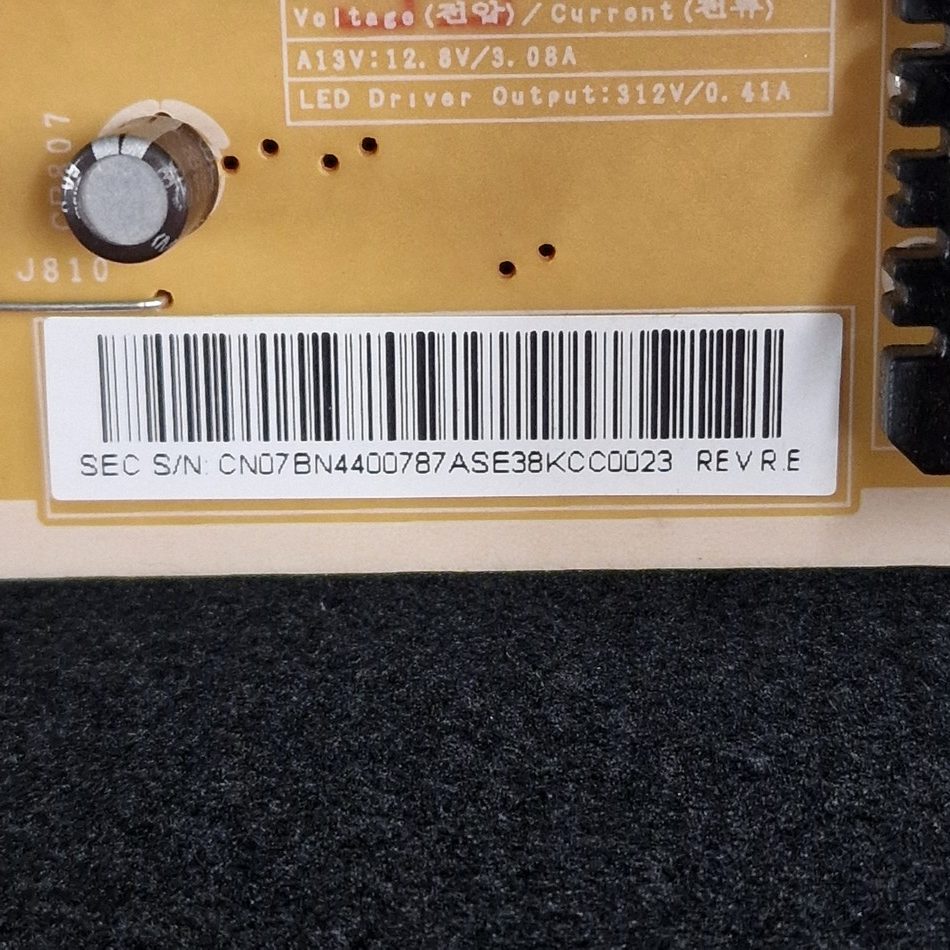 Voltage(전압)/Current(전류)
A13V:12.8V/3.08A
LED Driver Output:312V/0.41A
J810
SEC S/N: CN07BN4400787ASE38KCC0023 REV R.E